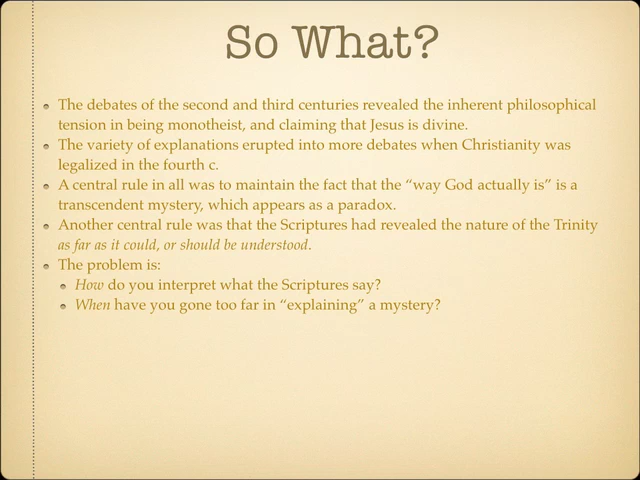 So What?
The debates of the second and third centuries revealed the inherent philosophical
tension in being monotheist, and claiming that Jesus is divine.
The variety of explanations erupted into more debates when Christianity was
legalized in the fourth c.
A central rule in all was to maintain the fact that the “way God actually is” is a
transcendent mystery, which appears as a paradox.
Another central rule was that the Scriptures had revealed the nature of the Trinity
as far as it could, or should be understood.
The problem is:
How do you interpret what the Scriptures say?
When have you gone too far in “explaining” a mystery?